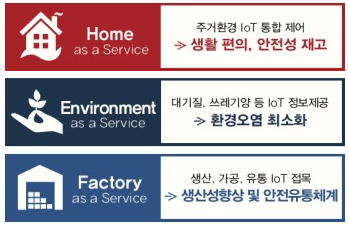 Home
as a Service
주거환경 IoT 통합 제어
➔ 생활 편의, 안전성 재고
Environment
as a Service
대기질, 쓰레기양 등 IoT 정보제공
➔ 환경오염 최소화
Factory
as a Service
생산, 가공, 유통 IoT 접목
➔ 생산성향상 및 안전유통체계